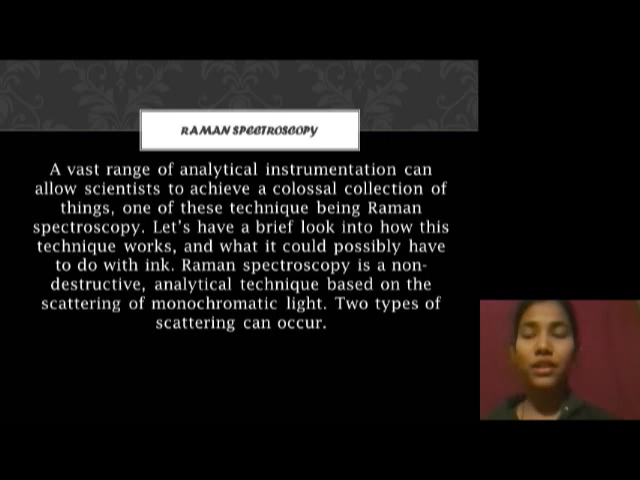 RAMAN SPECTROSCOPY
A vast range of analytical instrumentation can
allow scientists to achieve a colossal collection of
things, one of these technique being Raman
spectroscopy. Let's have a brief look into how this
technique works, and what it could possibly have
to do with ink. Raman spectroscopy is a non-
destructive, analytical technique based on the
scattering of monochromatic light. Two types of
scattering can occur.